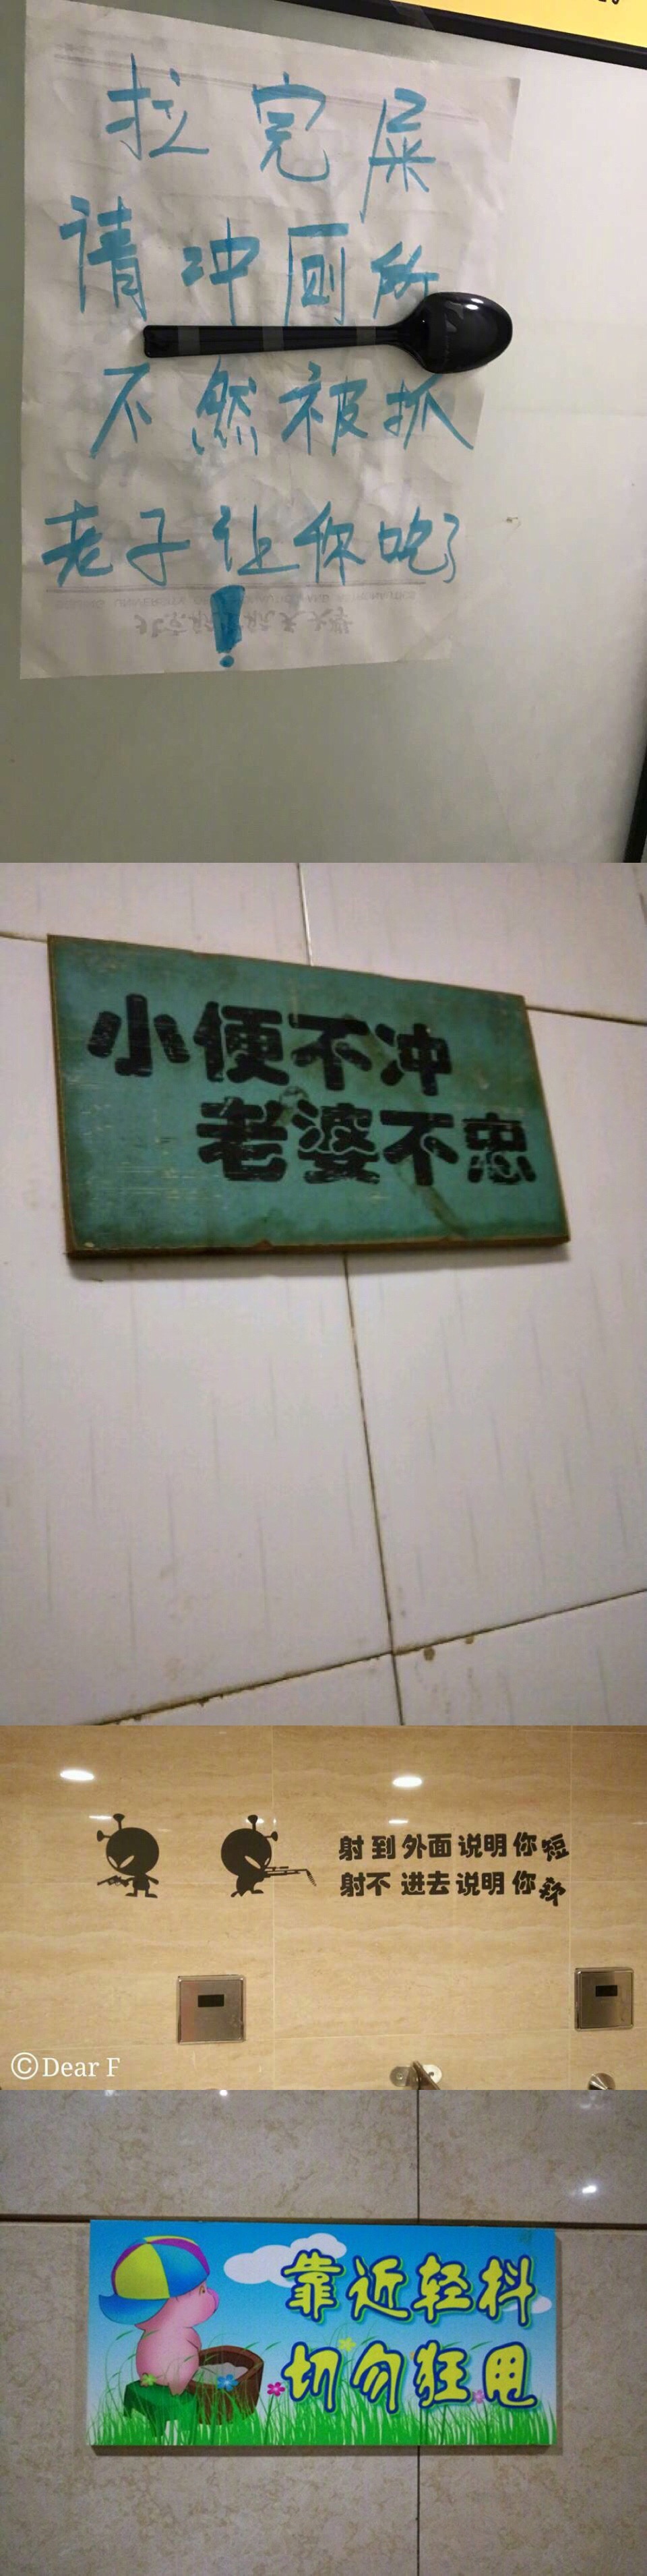 拉完屎
请冲厕所
不然被抓
老子让你吃了
!
小便不冲
老婆不忠
射到外面说明你短
射不进去说明你软
©Dear F
靠近轻抖
切勿狂甩